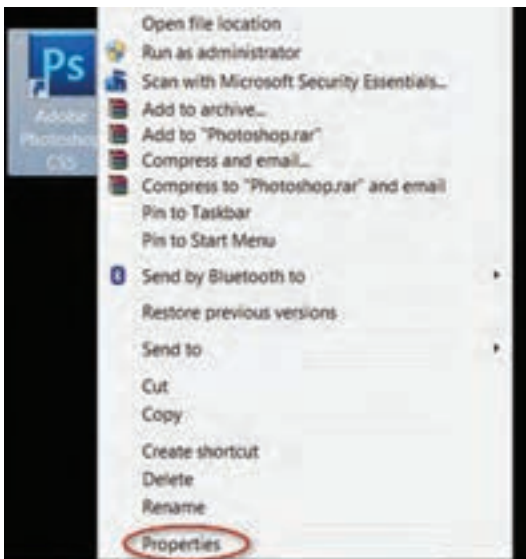 Ps
Adobe
Photoshop
CS5
Open file location
Run as administrator
Scan with Microsoft Security Essentials...
Add to archive...
Add to "Photoshop.rar"
Compress and email...
Compress to "Photoshop.rar" and email
Pin to Taskbar
Pin to Start Menu
Send by Bluetooth to
Restore previous versions
Send to
Cut
Copy
Create shortcut
Delete
Rename
Properties